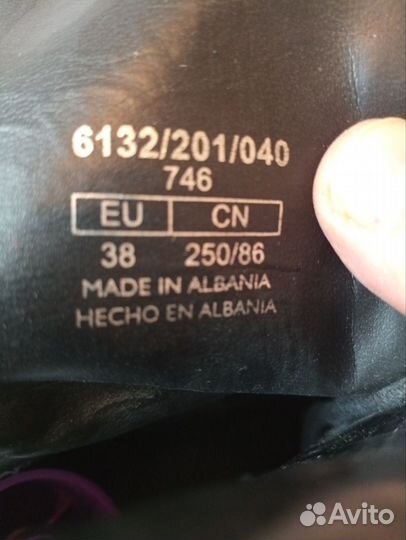 6132/201/040
746
EU CN
38 250/86
MADE IN ALBANIA
HECHO EN ALBANIA
Avito